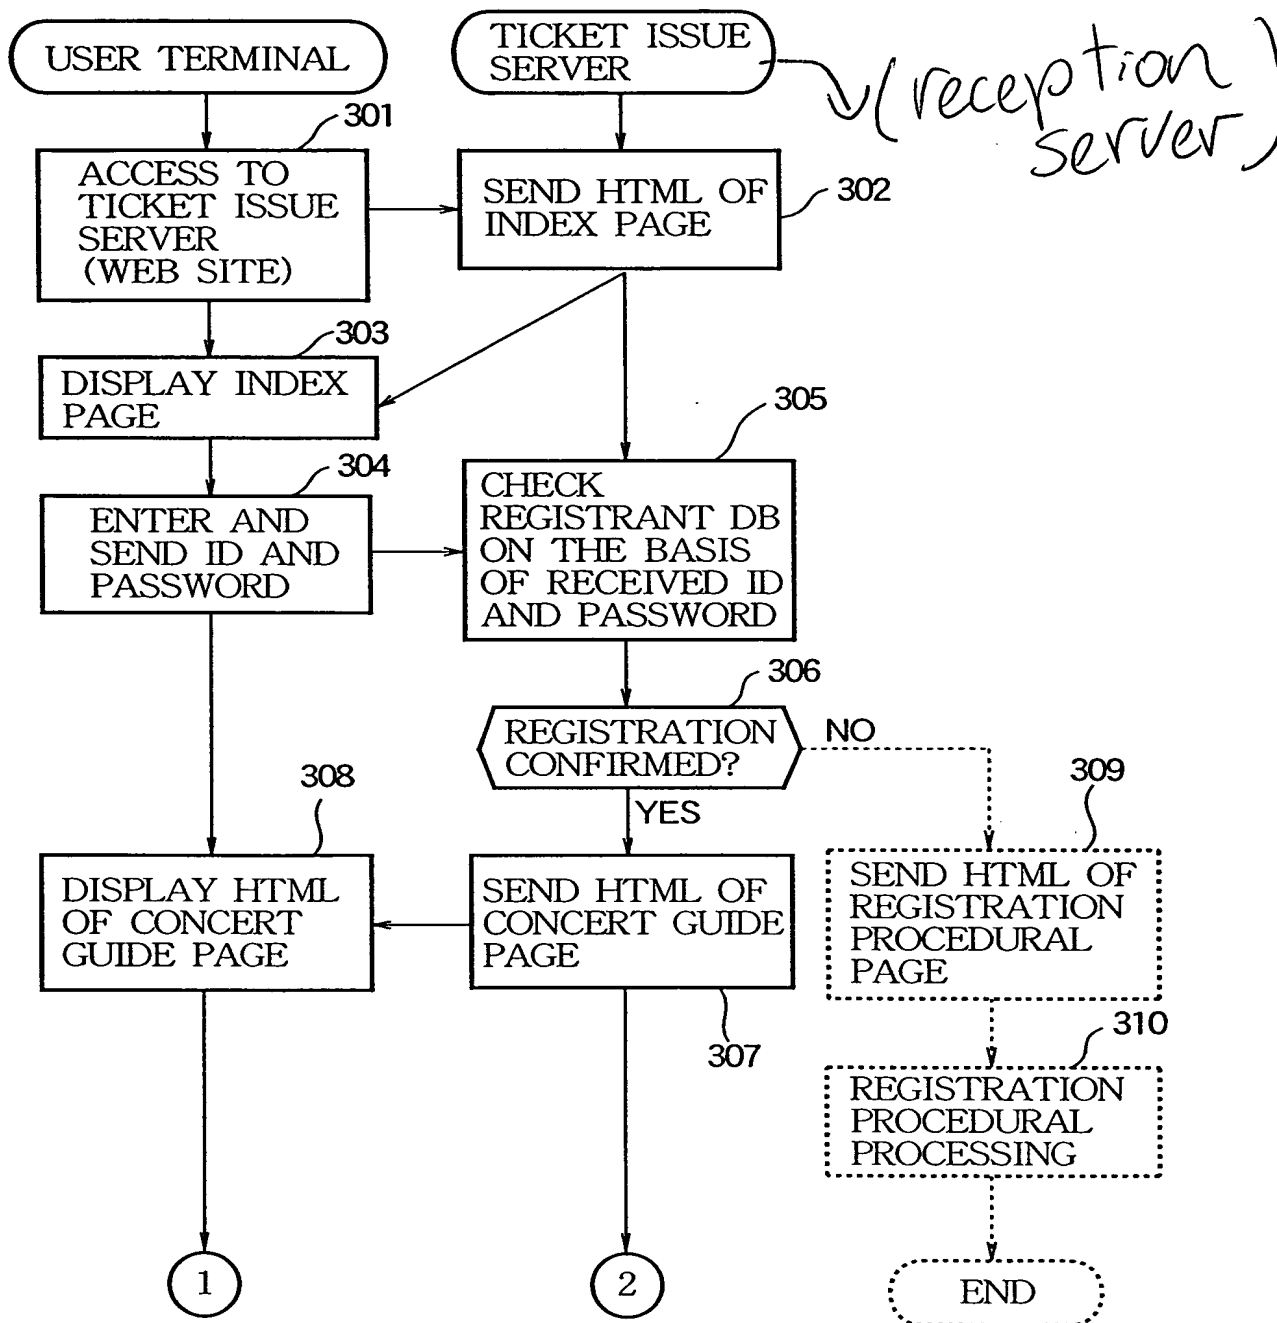 USER TERMINAL
TICKET ISSUE
SERVER
(reception
server)
301
ACCESS TO
TICKET ISSUE
SERVER
(WEB SITE)
SEND HTML OF
INDEX PAGE
302
303
DISPLAY INDEX
PAGE
304
ENTER AND
SEND ID AND
PASSWORD
305
CHECK
REGISTRANT DB
ON THE BASIS
OF RECEIVED ID
AND PASSWORD
306
REGISTRATION
CONFIRMED?
NO
YES
308
DISPLAY HTML
OF CONCERT
GUIDE PAGE
SEND HTML OF
CONCERT GUIDE
PAGE
307
309
SEND HTML OF
REGISTRATION
PROCEDURAL
PAGE
310
REGISTRATION
PROCEDURAL
PROCESSING
1
2
END